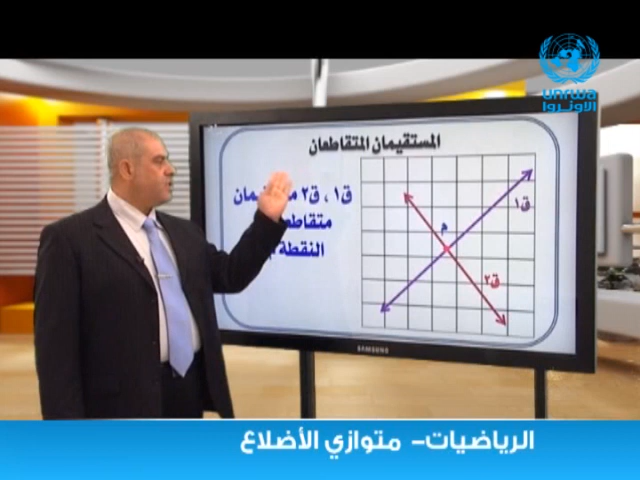 unrwa
الأونروا
المستقيمان المتقاطعان
ق١ ، ق٢
متقاطعان
النقطة
ق١
م
ق٢
SAMSUNG
الرياضيات- متوازي الأضلاع